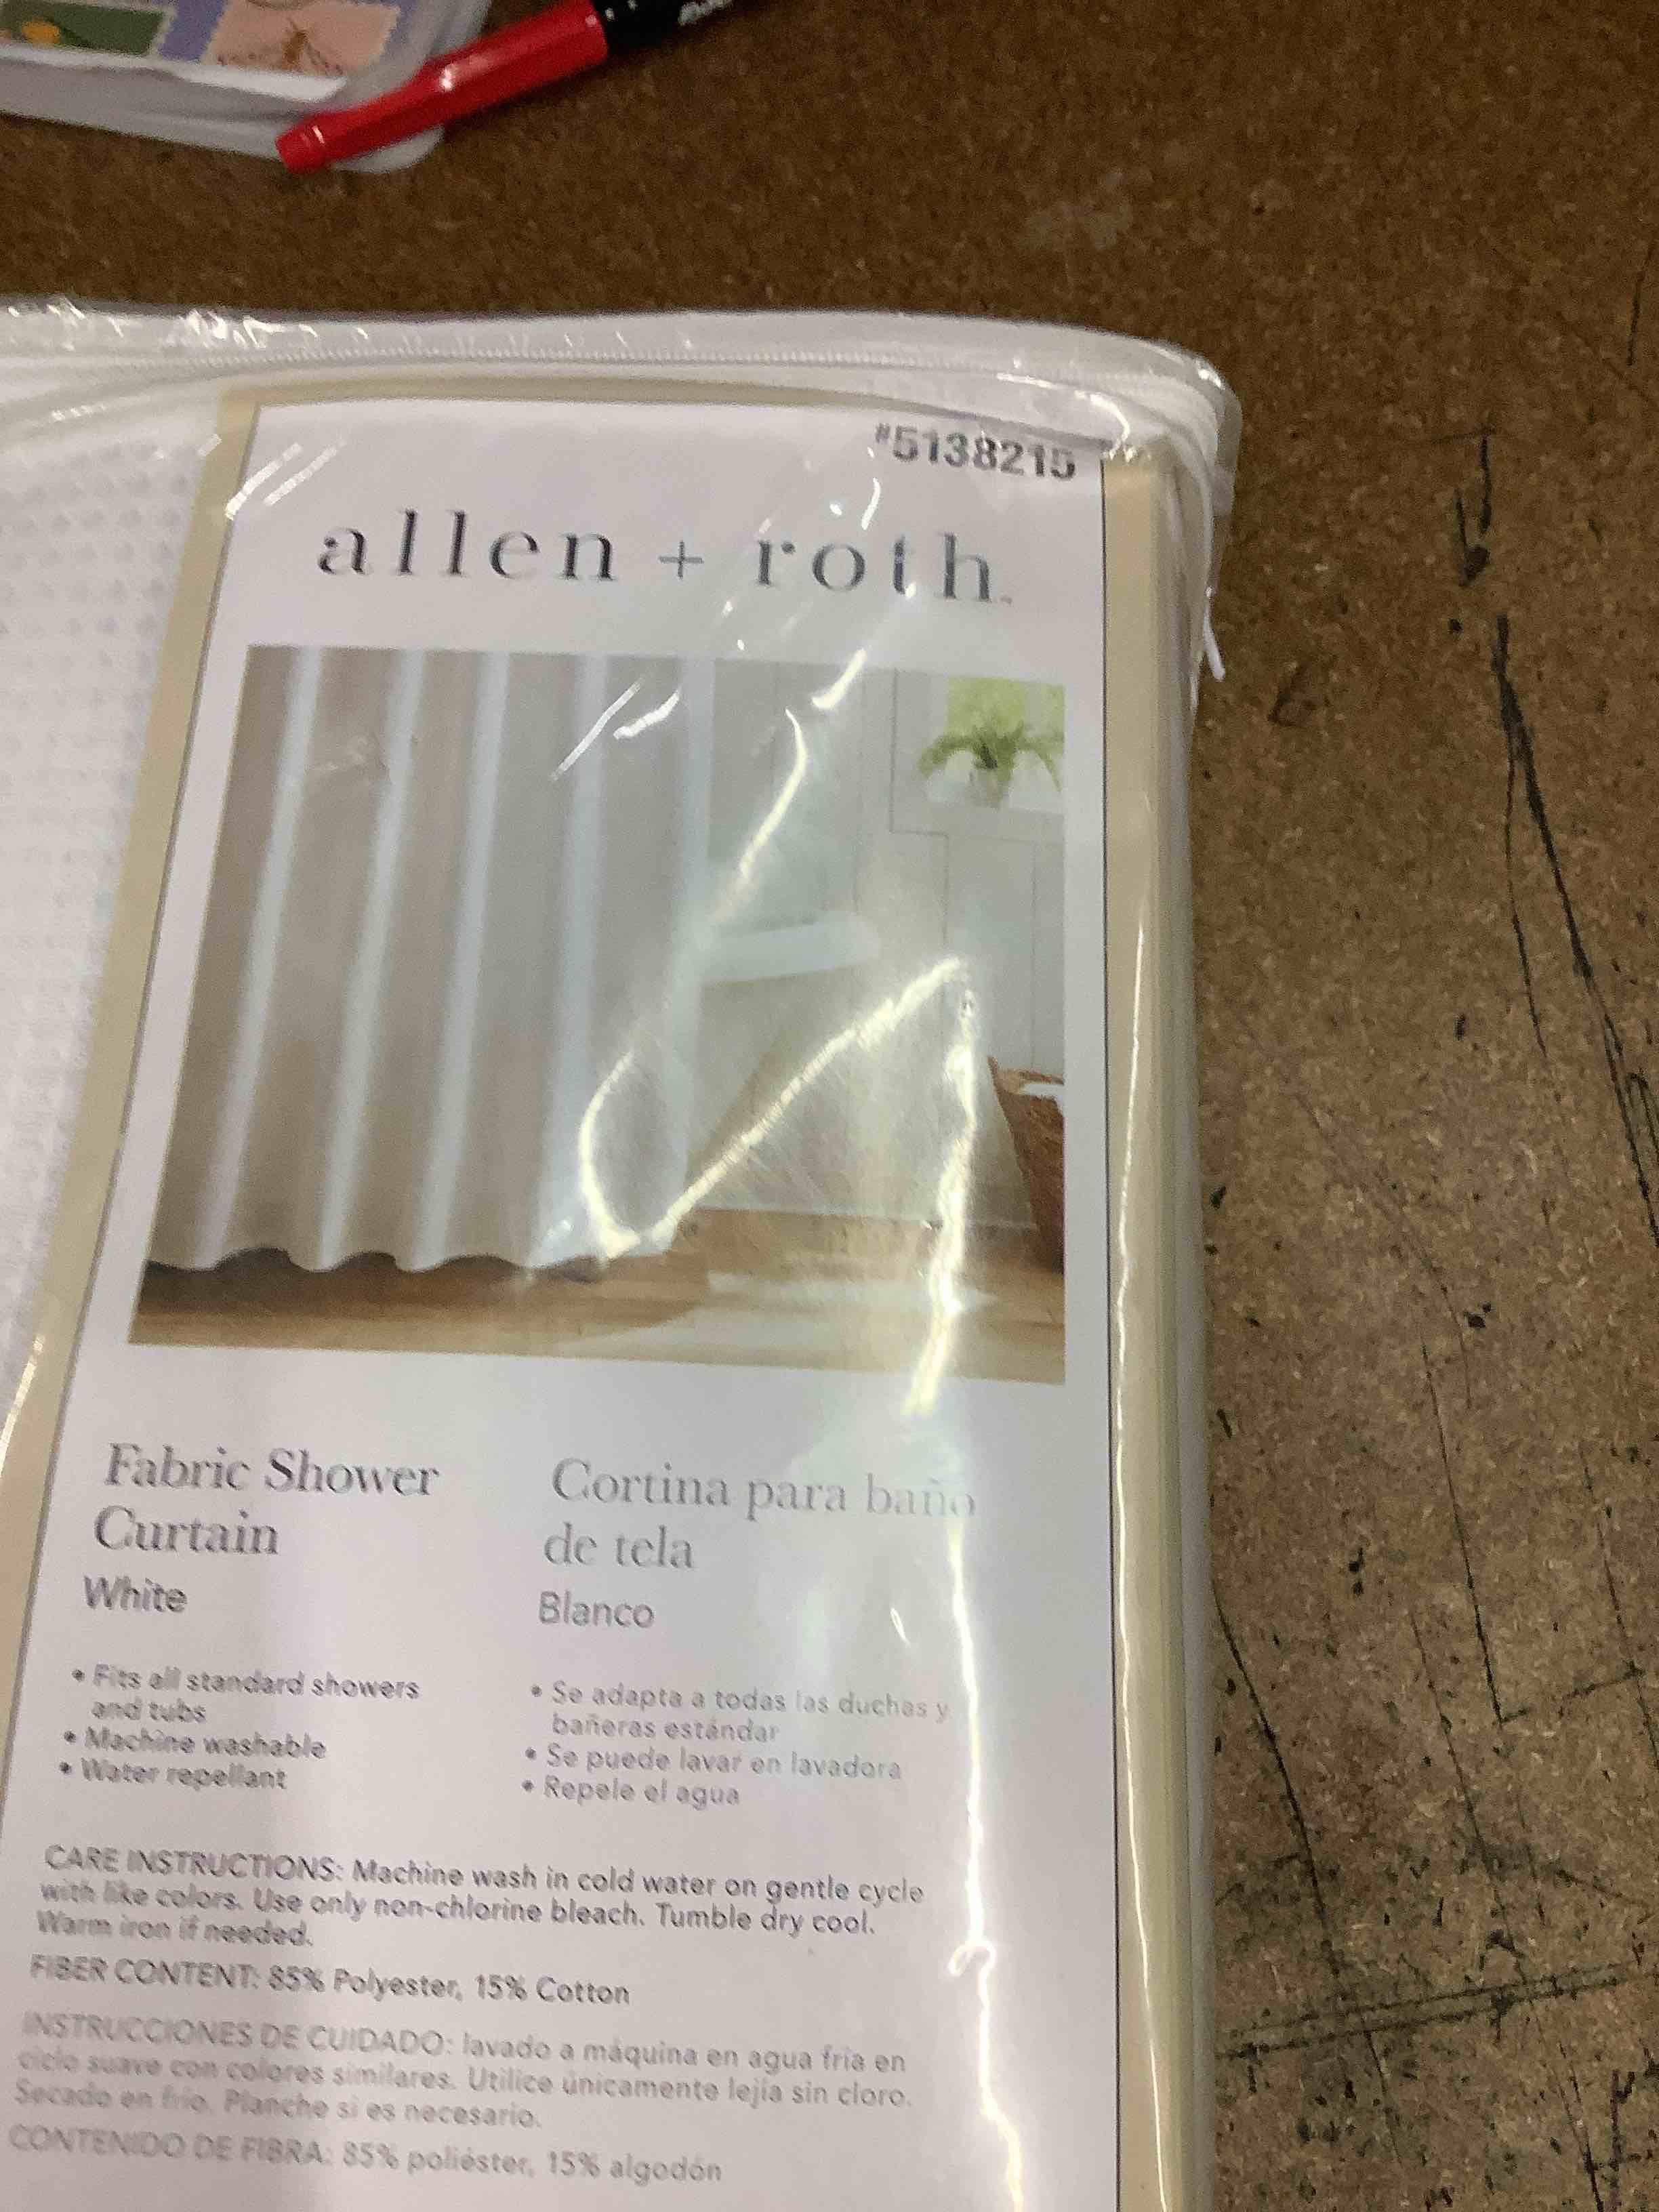 #5138215
allen + roth™
Fabric Shower
Curtain
White
• Fits all standard showers
and tubs
• Machine washable
• Water repellant
CARE INSTRUCTIONS: Machine wash in cold water on gentle cycle
with like colors. Use only non-chlorine bleach. Tumble dry cool.
Warm iron if needed.
FIBER CONTENT: 85% Polyester, 15% Cotton
Cortina para baño
de tela
Blanco
• Se adapta a todas las duchas y
bañeras estándar
• Se puede lavar en lavadora
• Repele el agua
INSTRUCCIONES DE CUIDADO: lavado a máquina en agua fría en
ciclo suave con colores similares. Utilice únicamente lejía sin cloro.
Secado en frío. Planche si es necesario.
CONTENIDO DE FIBRA: 85% poliéster, 15% algodón